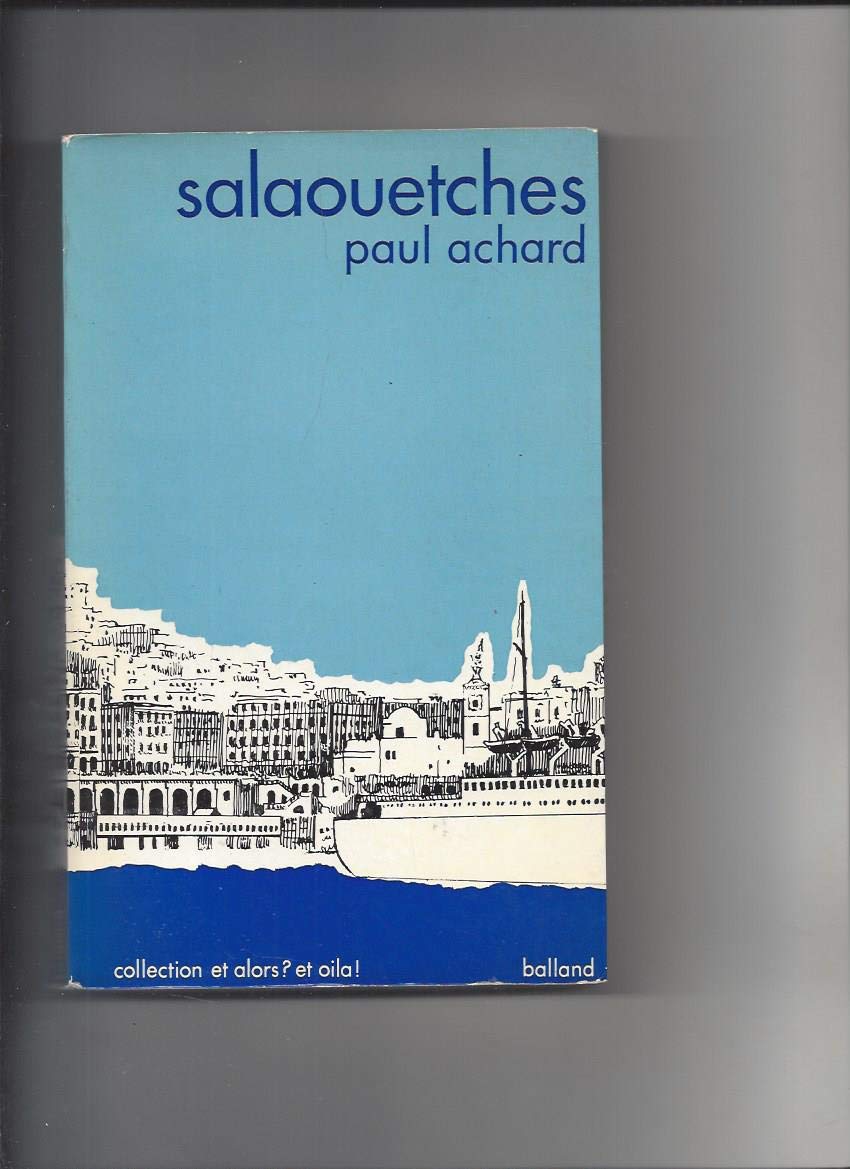 salaouetches
paul achard
collection et alors? et oila!
balland